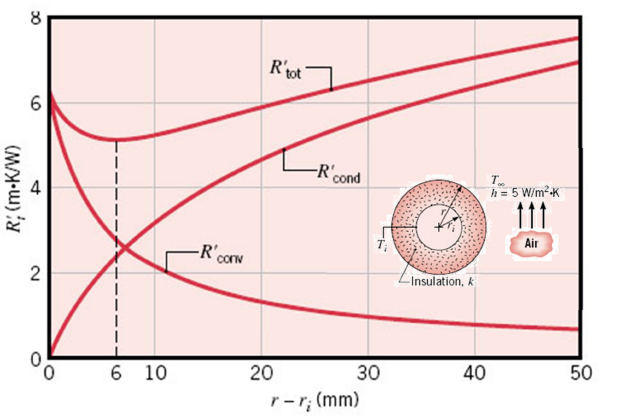 8
6
4
2
0
R′t (m•K/W)
R′tot
R′cond
R′conv
T∞
h = 5 W/m²•K
Air
r
ri
Ti
Insulation, k
0 6 10 20 30 40 50
r – ri (mm)